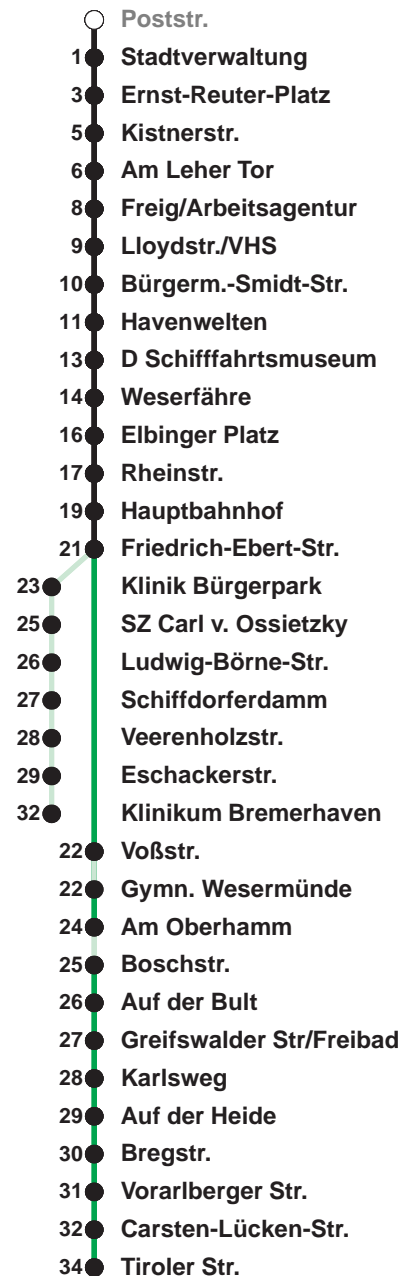 Poststr.
1 Stadtverwaltung
3 Ernst-Reuter-Platz
5 Kistnerstr.
6 Am Leher Tor
8 Freig/Arbeitsagentur
9 Lloydstr./VHS
10 Bürgerm.-Smidt-Str.
11 Havenwelten
13 D Schifffahrtsmuseum
14 Weserfähre
16 Elbinger Platz
17 Rheinstr.
19 Hauptbahnhof
21 Friedrich-Ebert-Str.
23 Klinik Bürgerpark
25 SZ Carl v. Ossietzky
26 Ludwig-Börne-Str.
27 Schiffdorferdamm
28 Veerenholzstr.
29 Eschackerstr.
32 Klinikum Bremerhaven
22 Voßstr.
22 Gymn. Wesermünde
24 Am Oberhamm
25 Boschstr.
26 Auf der Bult
27 Greifswalder Str/Freibad
28 Karlsweg
29 Auf der Heide
30 Bregstr.
31 Vorarlberger Str.
32 Carsten-Lücken-Str.
34 Tiroler Str.